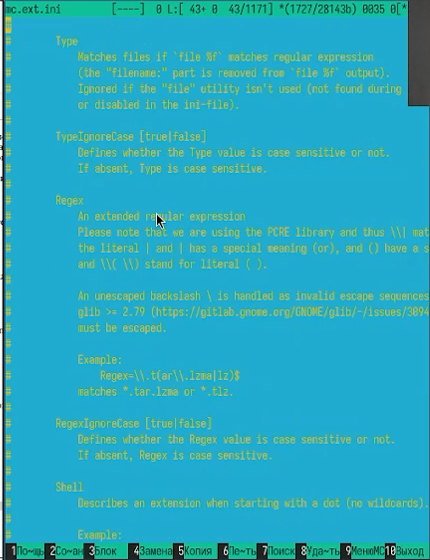 mc.ext.ini [----] 0 L:[ 43+ 0 43/1171] *(1727/28143b) 0035 0[*
#
# Type
# Matches files if `file %f` matches regular expression
# (the "filename:" part is removed from `file %f` output).
# Ignored if the "file" utility isn't used (not found during
# or disabled in the ini-file).
#
# TypeIgnoreCase [true|false]
# Defines whether the Type value is case sensitive or not.
# If absent, Type is case sensitive.
#
# Regex
# An extended regular expression
# Please note that we are using the PCRE library and thus \\| mat
# the literal | and | has a special meaning (or), and () have a s
# and \\( \\) stand for literal ( ).
#
# An unescaped backslash \ is handled as invalid escape sequences
# glib >= 2.79 (https://gitlab.gnome.org/GNOME/glib/-/issues/3094
# must be escaped.
#
# Example:
# Regex=\\.t(ar\\.lzma|lz)$
# matches *.tar.lzma or *.tlz.
#
# RegexIgnoreCase [true|false]
# Defines whether the Regex value is case sensitive or not.
# If absent, Regex is case sensitive.
#
# Shell
# Describes an extension when starting with a dot (no wildcards).
#
# Example:
1По~щь 2Со~ан 3Блок 4Замена 5Копия 6Пе~ть 7Поиск 8Уда~ть 9МенюMC 10Выход